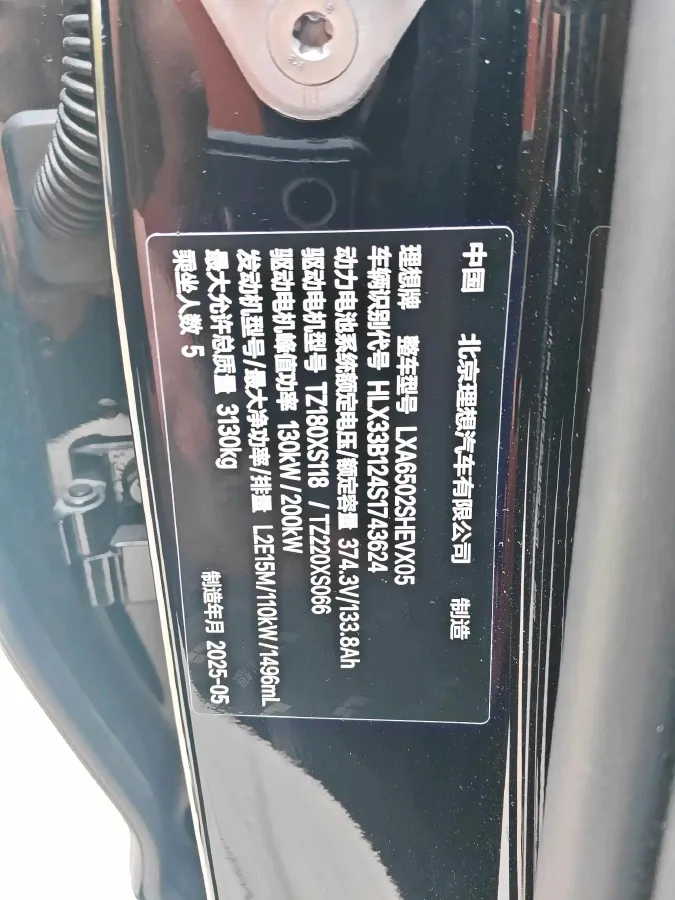 中国 北京理想汽车有限公司 制造
理想牌 整车型号 LXA6502SHEVX05
车辆识别代号 HLX33B124S1743624
动力电池系统额定电压/额定容量 374.3V/133.8Ah
驱动电机型号 TZ180XS118 /TZ220XS066
驱动电机峰值功率 130kW/200kW
发动机型号/最大净功率/排量 L2E15M/110kW/1496mL
最大允许总质量 3130kg
乘坐人数 5 制造年月 2025-05